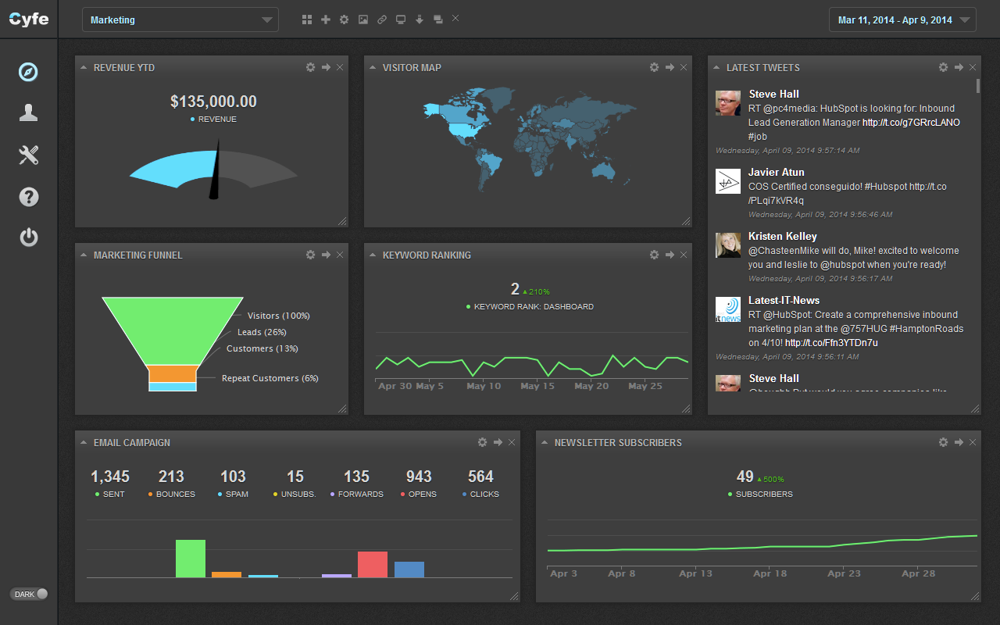 Cyfe
Marketing
Mar 11, 2014 - Apr 9, 2014
REVENUE YTD
$135,000.00
REVENUE
VISITOR MAP
LATEST TWEETS
Steve Hall
RT @pc4media: HubSpot is looking for: Inbound
Lead Generation Manager http://t.co/g7GRrcLANO
#job
Wednesday, April 09, 2014 9:57:14 AM
Javier Atun
COS Certified conseguido! #Hubspot http://t.co
/PLqi7kVR4q
Wednesday, April 09, 2014 9:56:46 AM
Kristen Kelley
@ChasteenMike will do, Mike! excited to welcome
you and leslie to @hubspot when you're ready!
Wednesday, April 09, 2014 9:56:17 AM
Latest-IT-News
itnews
RT @HubSpot: Create a comprehensive inbound
marketing plan at the @757HUG #HamptonRoads
on 4/10! http://t.co/Ffn3YTDn7u
Wednesday, April 09, 2014 9:56:11 AM
Steve Hall
MARKETING FUNNEL
Visitors (100%)
Leads (26%)
Customers (13%)
Repeat Customers (6%)
KEYWORD RANKING
2 ▲210%
KEYWORD RANK: DASHBOARD
Apr 30 May 5 May 10 May 15 May 20 May 25
EMAIL CAMPAIGN
1,345 213 103 15 135 943 564
SENT BOUNCES SPAM UNSUBS. FORWARDS OPENS CLICKS
NEWSLETTER SUBSCRIBERS
49 ▲500%
SUBSCRIBERS
Apr 3 Apr 8 Apr 13 Apr 18 Apr 23 Apr 28
DARK